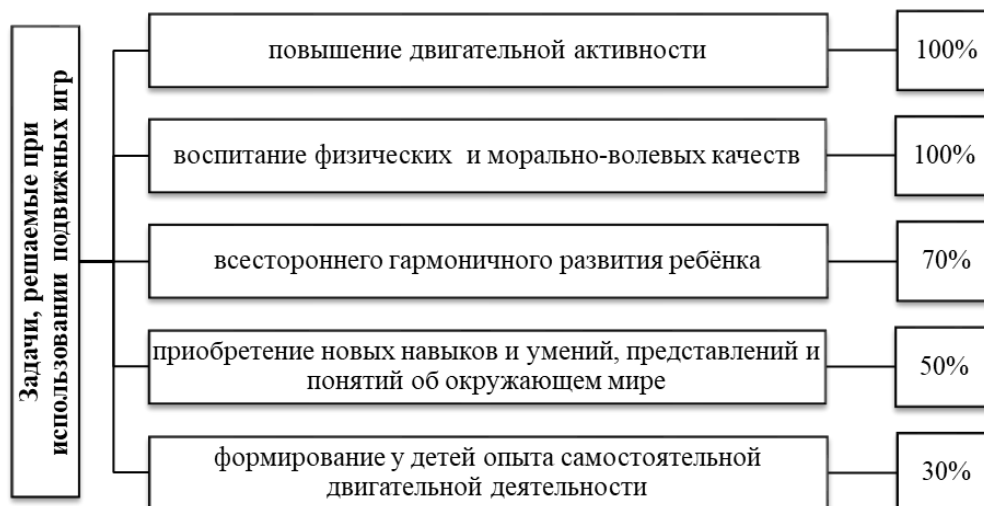 Задачи, решаемые при
использовании подвижных игр
повышение двигательной активности
100%
воспитание физических и морально-волевых качеств
100%
всестороннего гармоничного развития ребёнка
70%
приобретение новых навыков и умений, представлений и
понятий об окружающем мире
50%
формирование у детей опыта самостоятельной
двигательной деятельности
30%